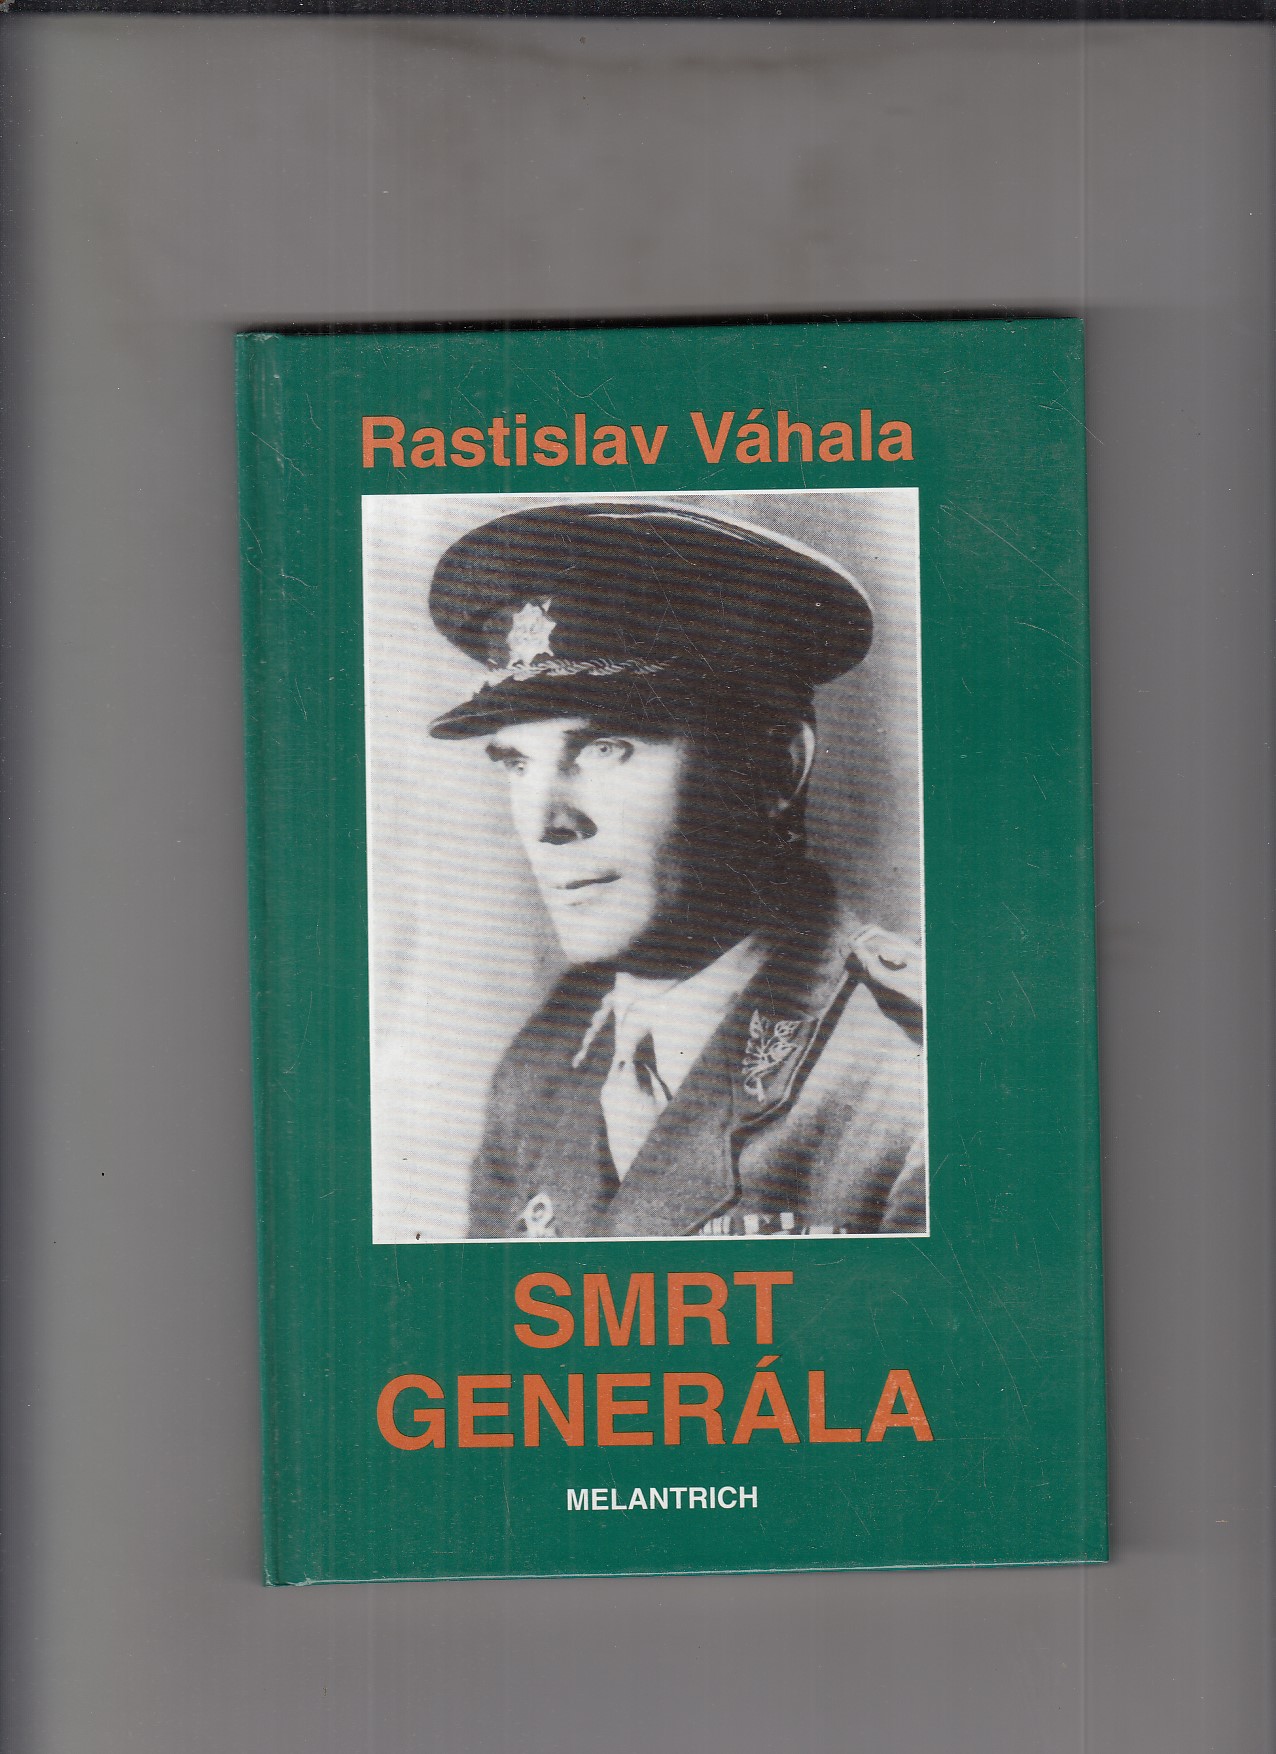 Rastislav Váhala
SMRT
GENERÁLA
MELANTRICH